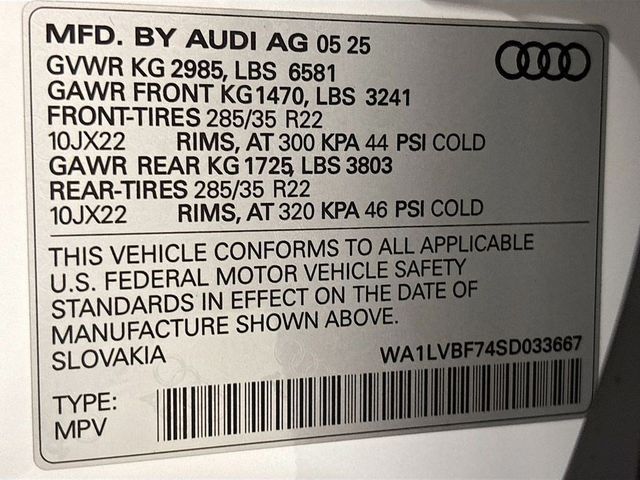 MFD. BY AUDI AG 05 25
GVWR KG 2985, LBS 6581
GAWR FRONT KG1470, LBS 3241
FRONT-TIRES 285/35 R22
10JX22 RIMS, AT 300 KPA 44 PSI COLD
GAWR REAR KG 1725, LBS 3803
REAR-TIRES 285/35 R22
10JX22 RIMS, AT 320 KPA 46 PSI COLD
THIS VEHICLE CONFORMS TO ALL APPLICABLE
U.S. FEDERAL MOTOR VEHICLE SAFETY
STANDARDS IN EFFECT ON THE DATE OF
MANUFACTURE SHOWN ABOVE.
SLOVAKIA WA1LVBF74SD033667
TYPE:
MPV